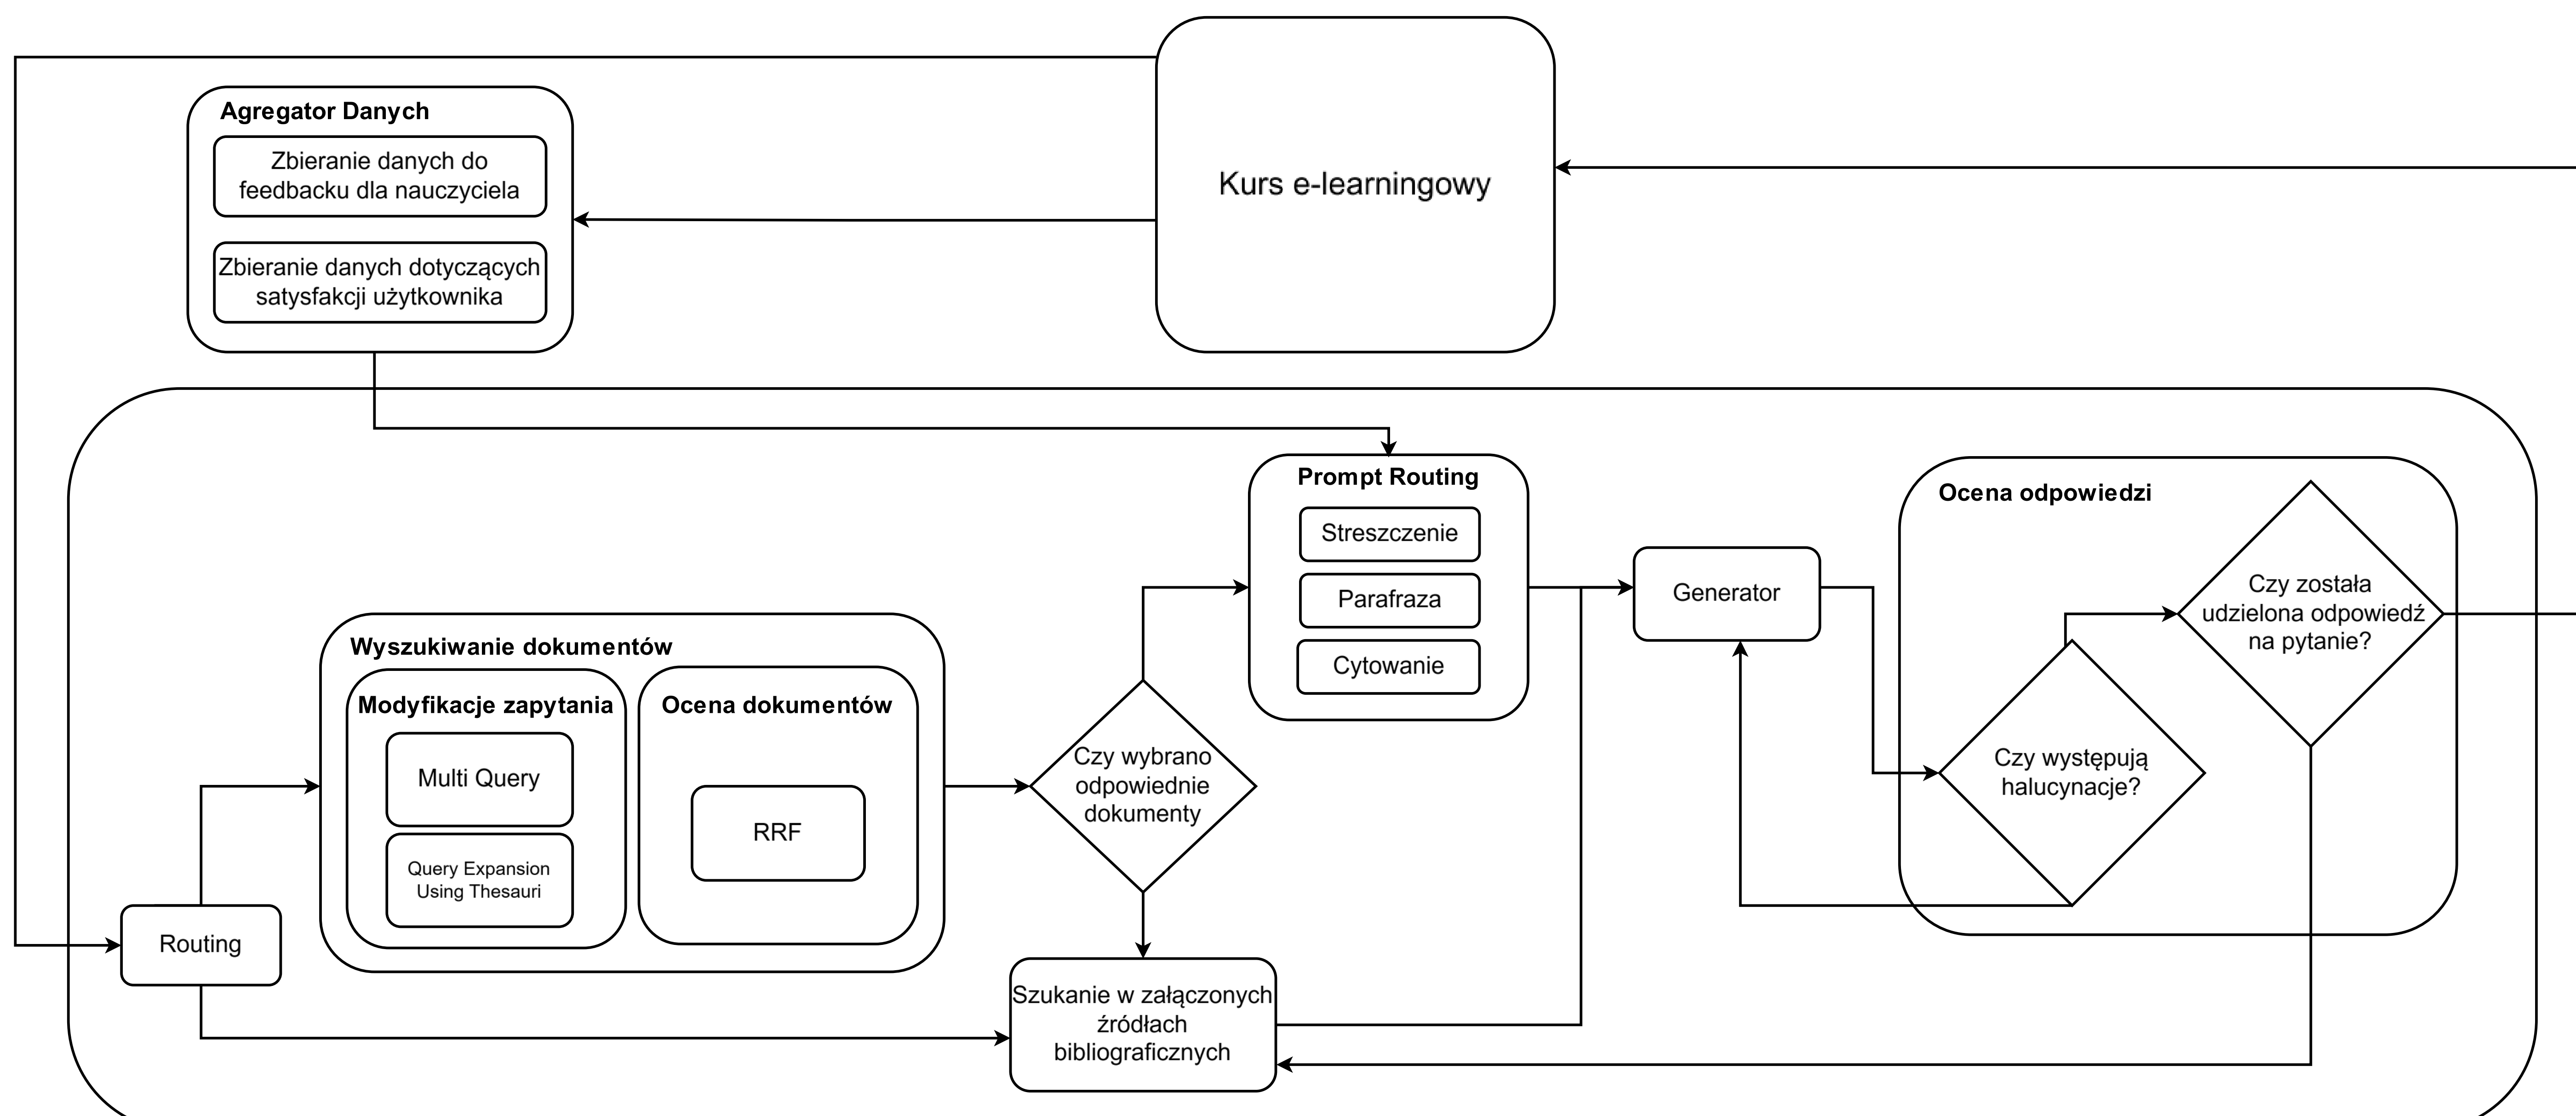 Kurs e-learningowy
Agregator Danych
Zbieranie danych do
feedbacku dla nauczyciela
Zbieranie danych dotyczących
satysfakcji użytkownika
Prompt Routing
Streszczenie
Parafraza
Cytowanie
Generator
Ocena odpowiedzi
Czy została
udzielona odpowiedź
na pytanie?
Czy występują
halucynacje?
Wyszukiwanie dokumentów
Modyfikacje zapytania
Multi Query
Query Expansion
Using Thesauri
Ocena dokumentów
RRF
Czy wybrano
odpowiednie
dokumenty
Routing
Szukanie w załączonych
źródłach
bibliograficznych